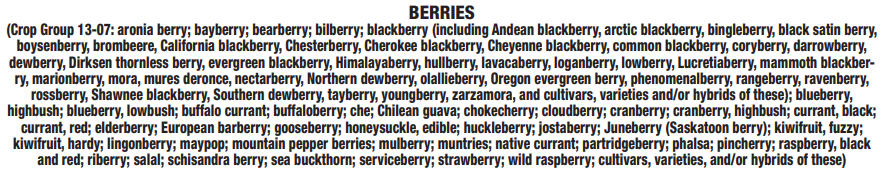 BERRIES
(Crop Group 13-07: aronia berry; bayberry; bearberry; bilberry; blackberry (including Andean blackberry, arctic blackberry, bingleberry, black satin berry,
boysenberry, brombeere, California blackberry, Chesterberry, Cherokee blackberry, Cheyenne blackberry, common blackberry, coryberry, darrowberry,
dewberry, Dirksen thornless berry, evergreen blackberry, Himalayaberry, hullberry, lavacaberry, loganberry, lowberry, Lucretiaberry, mammoth blackber-
ry, marionberry, mora, mures deronce, nectarberry, Northern dewberry, olallieberry, Oregon evergreen berry, phenomenalberry, rangeberry, ravenberry,
rossberry, Shawnee blackberry, Southern dewberry, tayberry, youngberry, zarzamora, and cultivars, varieties and/or hybrids of these); blueberry,
highbush; blueberry, lowbush; buffalo currant; buffaloberry; che; Chilean guava; chokecherry; cloudberry; cranberry; cranberry, highbush; currant, black;
currant, red; elderberry; European barberry; gooseberry; honeysuckle, edible; huckleberry; jostaberry; Juneberry (Saskatoon berry); kiwifruit, fuzzy;
kiwifruit, hardy; lingonberry; maypop; mountain pepper berries; mulberry; muntries; native currant; partridgeberry; phalsa; pincherry; raspberry, black
and red; riberry; salal; schisandra berry; sea buckthorn; serviceberry; strawberry; wild raspberry; cultivars, varieties, and/or hybrids of these)